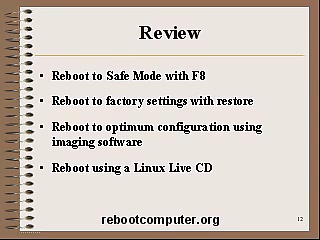 Review
• Reboot to Safe Mode with F8
• Reboot to factory settings with restore
• Reboot to optimum configuration using
imaging software
• Reboot using a Linux Live CD
rebootcomputer.org
12